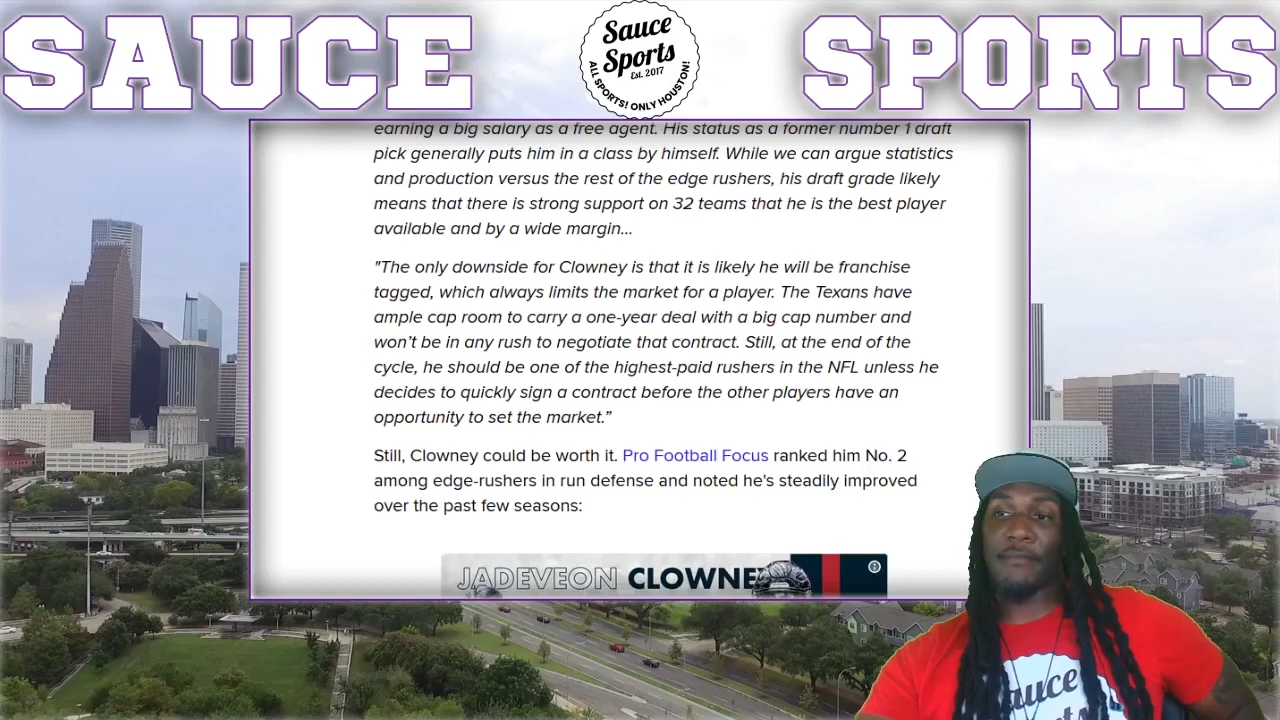 SAUCE
SPORTS
Sauce
Sports
Est. 2017
ALL SPORTS! ONLY HOUSTON!
earning a big salary as a free agent. His status as a former number 1 draft
pick generally puts him in a class by himself. While we can argue statistics
and production versus the rest of the edge rushers, his draft grade likely
means that there is strong support on 32 teams that he is the best player
available and by a wide margin...
"The only downside for Clowney is that it is likely he will be franchise
tagged, which always limits the market for a player. The Texans have
ample cap room to carry a one-year deal with a big cap number and
won’t be in any rush to negotiate that contract. Still, at the end of the
cycle, he should be one of the highest-paid rushers in the NFL unless he
decides to quickly sign a contract before the other players have an
opportunity to set the market.”
Still, Clowney could be worth it. Pro Football Focus ranked him No. 2
among edge-rushers in run defense and noted he's steadily improved
over the past few seasons:
JADEVEON CLOWNEY
Sauce